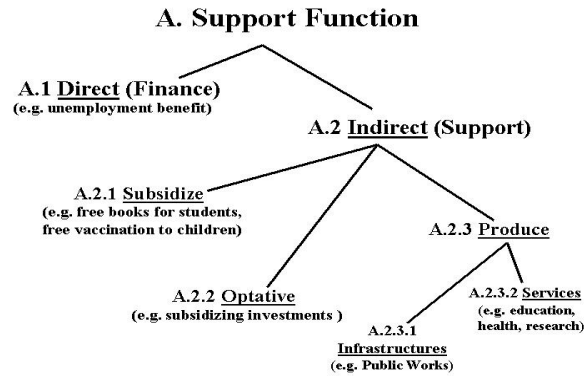 A. Support Function
A.1 Direct (Finance)
(e.g. unemployment benefit)
A.2 Indirect (Support)
A.2.1 Subsidize
(e.g. free books for students,
free vaccination to children)
A.2.3 Produce
A.2.2 Optative
(e.g. subsidizing investments )
A.2.3.2 Services
(e.g. education,
health, research)
A.2.3.1
Infrastructures
(e.g. Public Works)